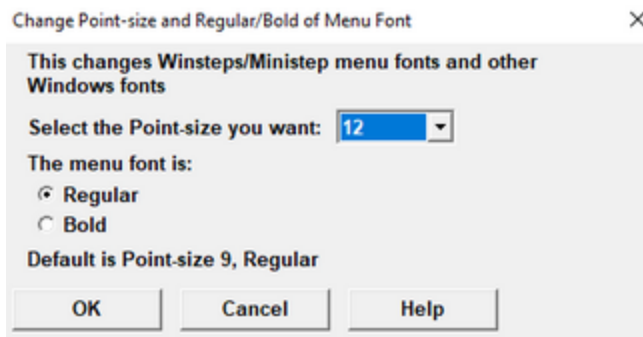 Change Point-size and Regular/Bold of Menu Font
This changes Winsteps/Ministep menu fonts and other
Windows fonts
Select the Point-size you want: 12
The menu font is:
Regular
Bold
Default is Point-size 9, Regular
OK Cancel Help